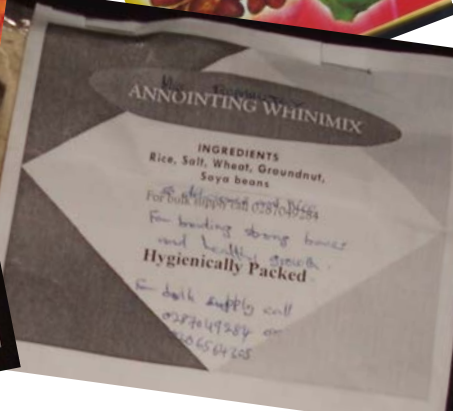 ANNOINTING WHINIMIX
INGREDIENTS
Rice, Salt, Wheat, Groundnut,
Soya beans
For bulk supply call 0287049284
For strong bones
and healthy growth.
Hygienically Packed
For bulk supply call
0287049284 or